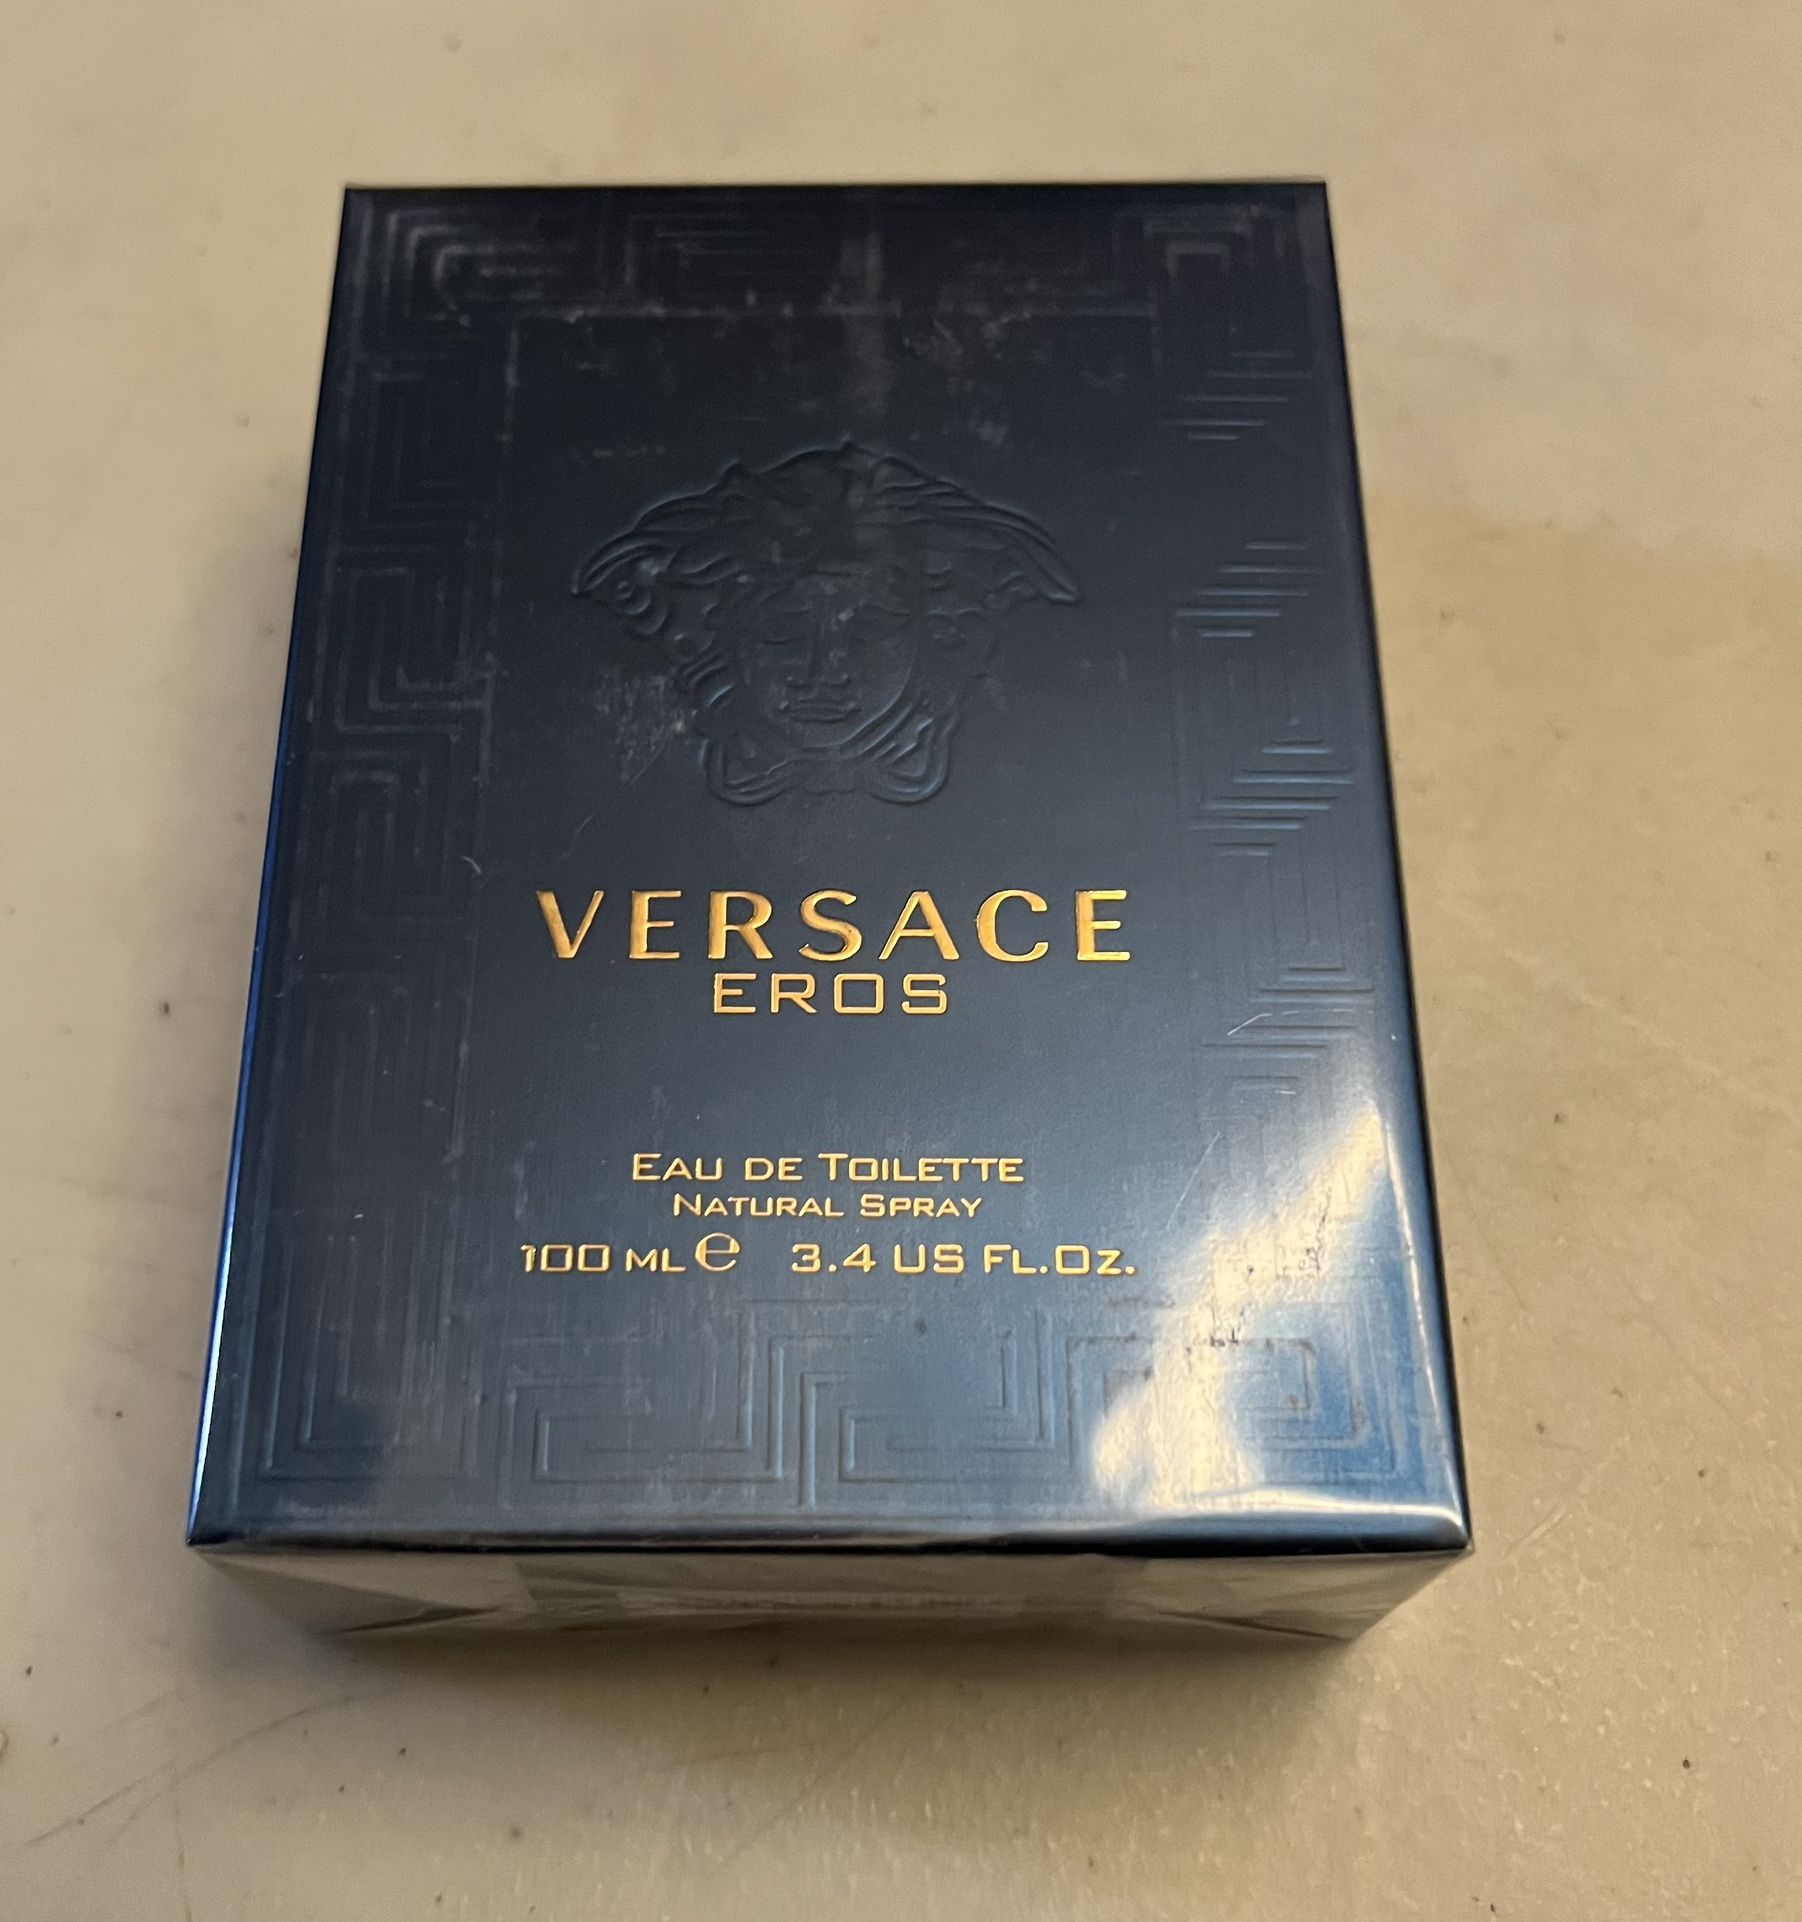 VERSACE
EROS
EAU DE TOILETTE
NATURAL SPRAY
100 ML ℮ 3.4 US FL.OZ.